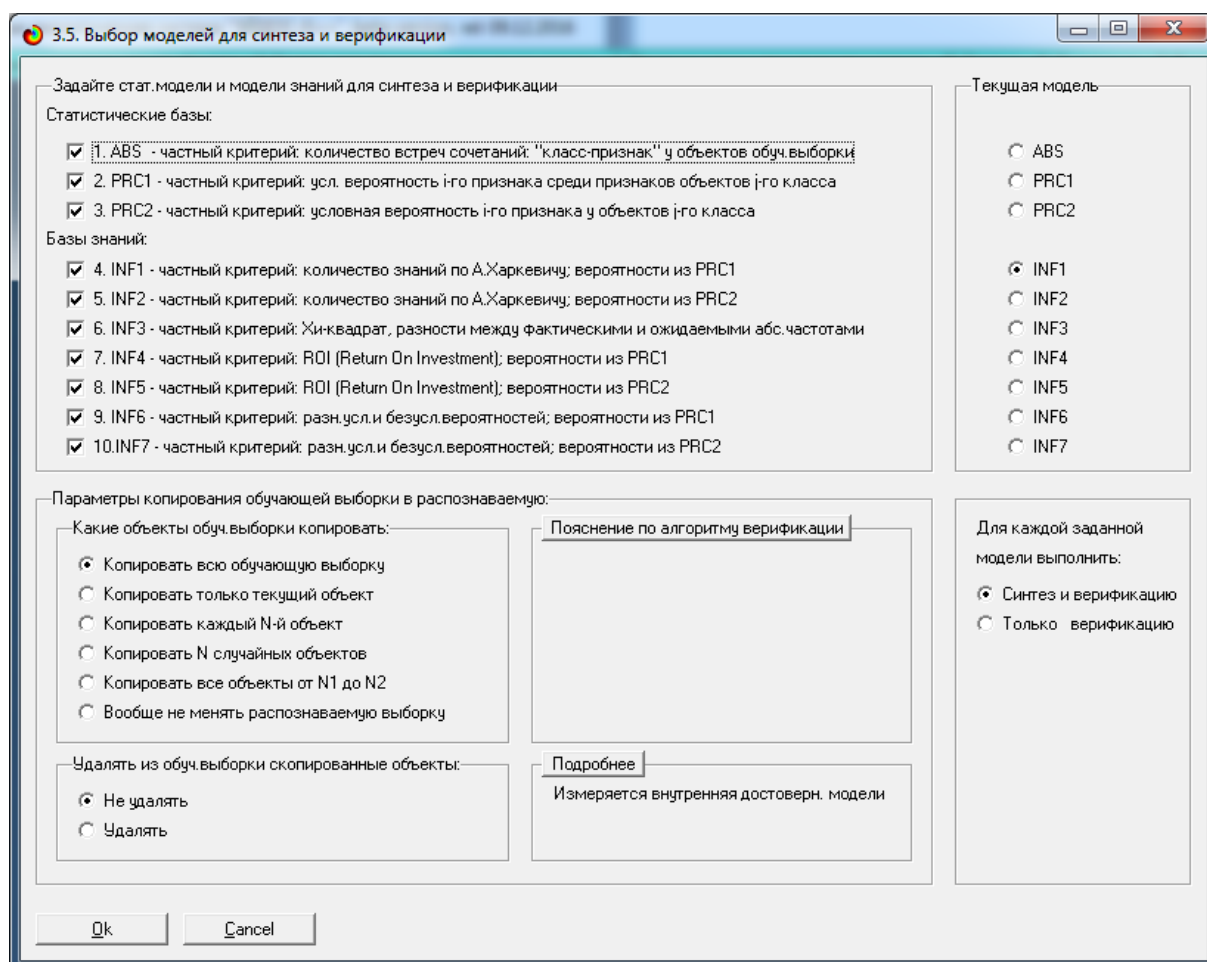 3.5. Выбор моделей для синтеза и верификации
Задайте стат.модели и модели знаний для синтеза и верификации
Статистические базы:
1. ABS - частный критерий: количество встреч сочетаний: "класс-признак" у объектов обуч.выборки
2. PRC1 - частный критерий: усл. вероятность i-го признака среди признаков объектов j-го класса
3. PRC2 - частный критерий: условная вероятность i-го признака у объектов j-го класса
Базы знаний:
4. INF1 - частный критерий: количество знаний по А.Харкевичу; вероятности из PRC1
5. INF2 - частный критерий: количество знаний по А.Харкевичу; вероятности из PRC2
6. INF3 - частный критерий: Хи-квадрат, разности между фактическими и ожидаемыми абс.частотами
7. INF4 - частный критерий: ROI (Return On Investment); вероятности из PRC1
8. INF5 - частный критерий: ROI (Return On Investment); вероятности из PRC2
9. INF6 - частный критерий: разн.усл.и безусл.вероятностей; вероятности из PRC1
10.INF7 - частный критерий: разн.усл.и безусл.вероятностей; вероятности из PRC2
Текущая модель
ABS
PRC1
PRC2
INF1
INF2
INF3
INF4
INF5
INF6
INF7
Параметры копирования обучающей выборки в распознаваемую:
Какие объекты обуч.выборки копировать:
Копировать всю обучающую выборку
Копировать только текущий объект
Копировать каждый N-й объект
Копировать N случайных объектов
Копировать все объекты от N1 до N2
Вообще не менять распознаваемую выборку
Пояснение по алгоритму верификации
Удалять из обуч.выборки скопированные объекты:
Не удалять
Удалять
Подробнее
Измеряется внутренняя достоверн. модели
Для каждой заданной
модели выполнить:
Синтез и верификацию
Только верификацию
Ok
Cancel